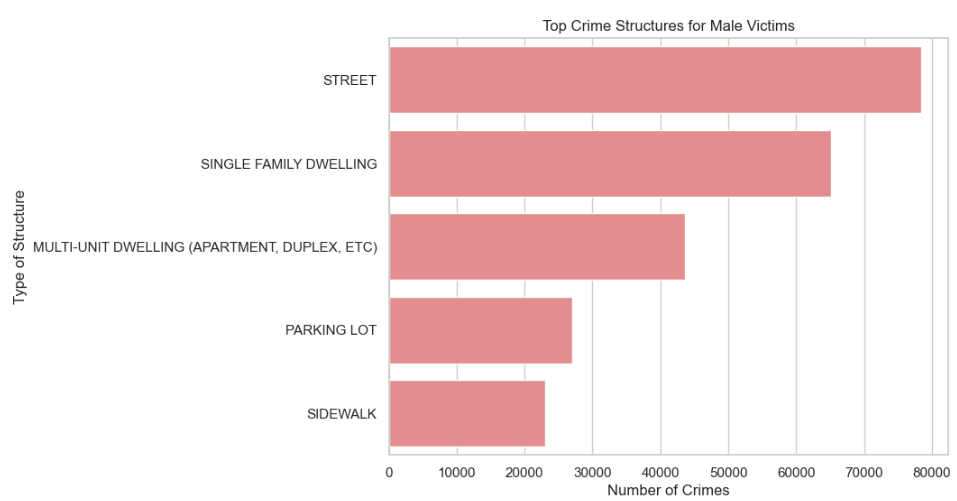 Top Crime Structures for Male Victims
Type of Structure
STREET
SINGLE FAMILY DWELLING
MULTI-UNIT DWELLING (APARTMENT, DUPLEX, ETC)
PARKING LOT
SIDEWALK
0 10000 20000 30000 40000 50000 60000 70000 80000
Number of Crimes